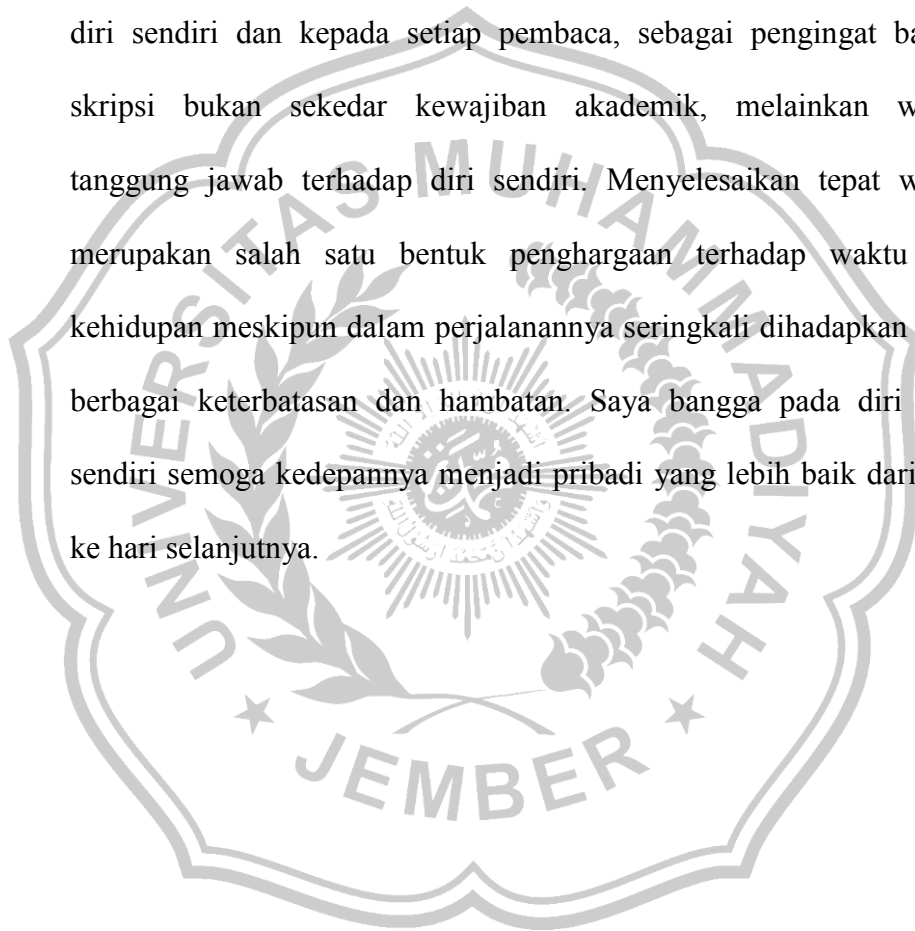 diri sendiri dan kepada setiap pembaca, sebagai pengingat ba
skripsi bukan sekedar kewajiban akademik, melainkan w
tanggung jawab terhadap diri sendiri. Menyelesaikan tepat w
merupakan salah satu bentuk penghargaan terhadap waktu
kehidupan meskipun dalam perjalanannya seringkali dihadapkan
berbagai keterbatasan dan hambatan. Saya bangga pada diri
sendiri semoga kedepannya menjadi pribadi yang lebih baik dari
ke hari selanjutnya.
UNIVERSITAS MUHAMMADIYAH
JEMBER